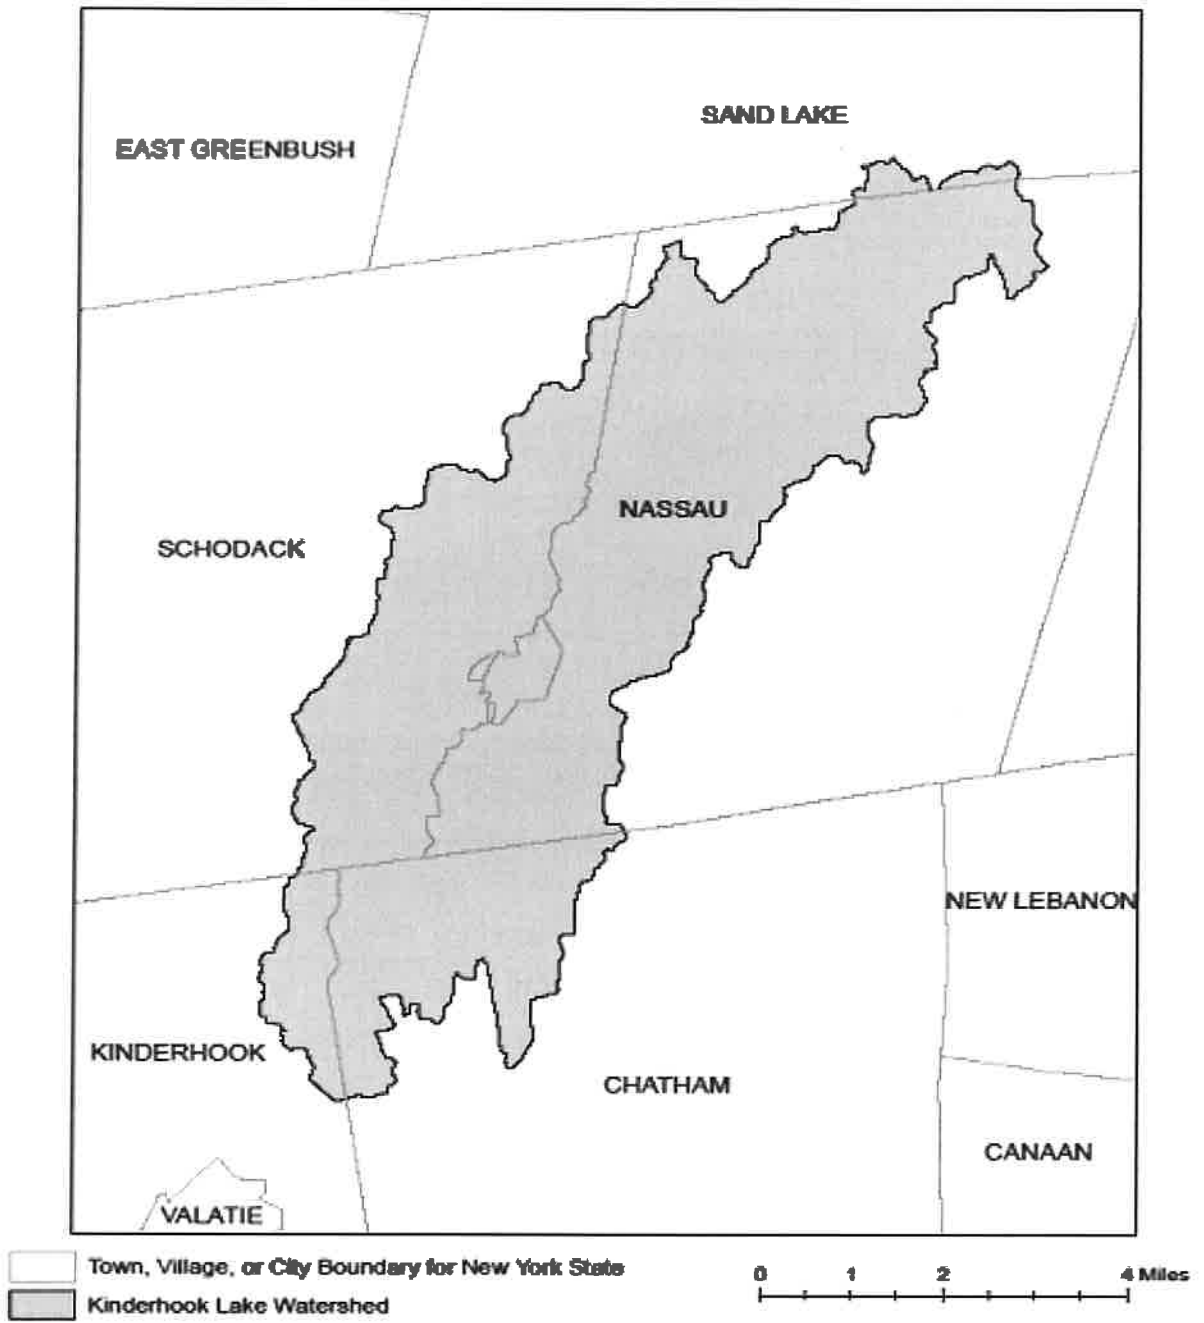 SAND LAKE
EAST GREENBUSH
NASSAU
SCHODACK
NEW LEBANON
KINDERHOOK
CHATHAM
CANAAN
VALATIE
Town, Village, or City Boundary for New York State
Kinderhook Lake Watershed
0 1 2 4 Miles